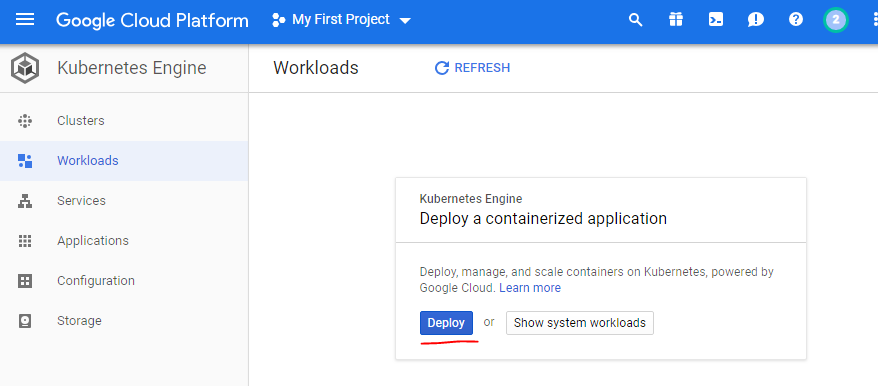 Google Cloud Platform
My First Project
2
Kubernetes Engine
Workloads
REFRESH
Clusters
Workloads
Services
Applications
Configuration
Storage
Kubernetes Engine
Deploy a containerized application
Deploy, manage, and scale containers on Kubernetes, powered by
Google Cloud. Learn more
Deploy or Show system workloads